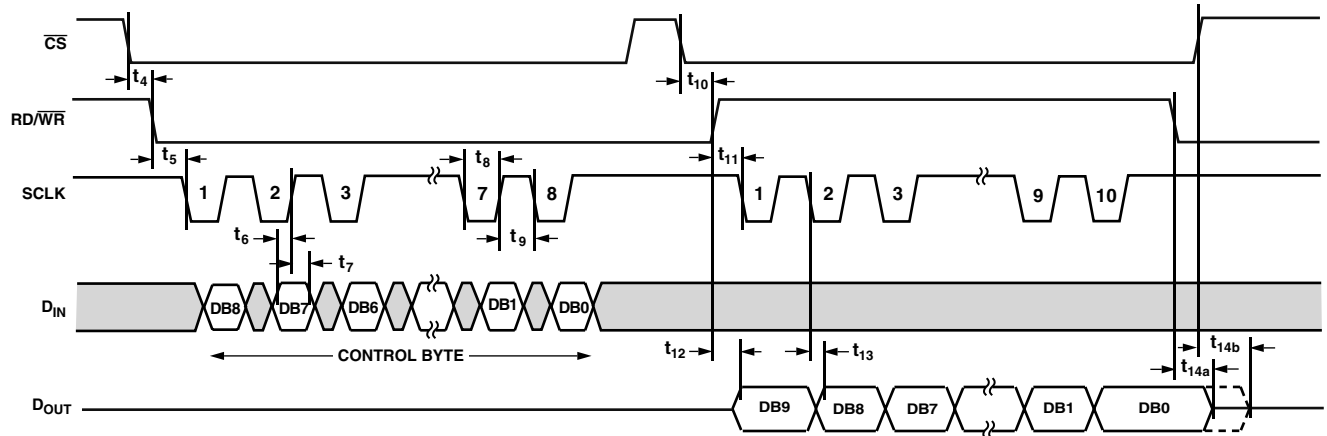 CS
t4
t10
RD/WR
t5
t8
t11
SCLK
1 2 3 7 8 1 2 3 9 10
t6
t9
t7
DIN
DB8 DB7 DB6 DB1 DB0
CONTROL BYTE
t12
t13
t14b
t14a
DOUT
DB9 DB8 DB7 DB1 DB0